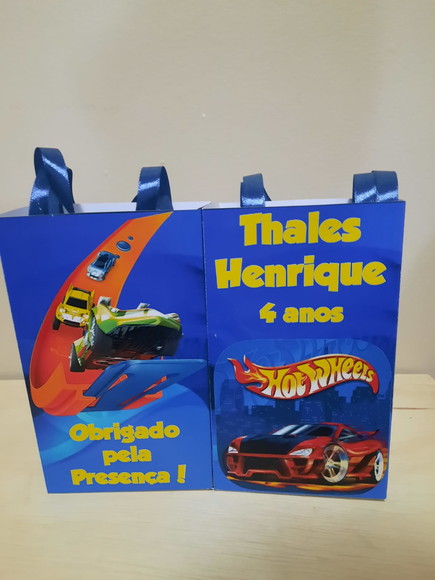 Obrigado
pela
Presença !
Thales
Henrique
4 anos
HOT WHEELS